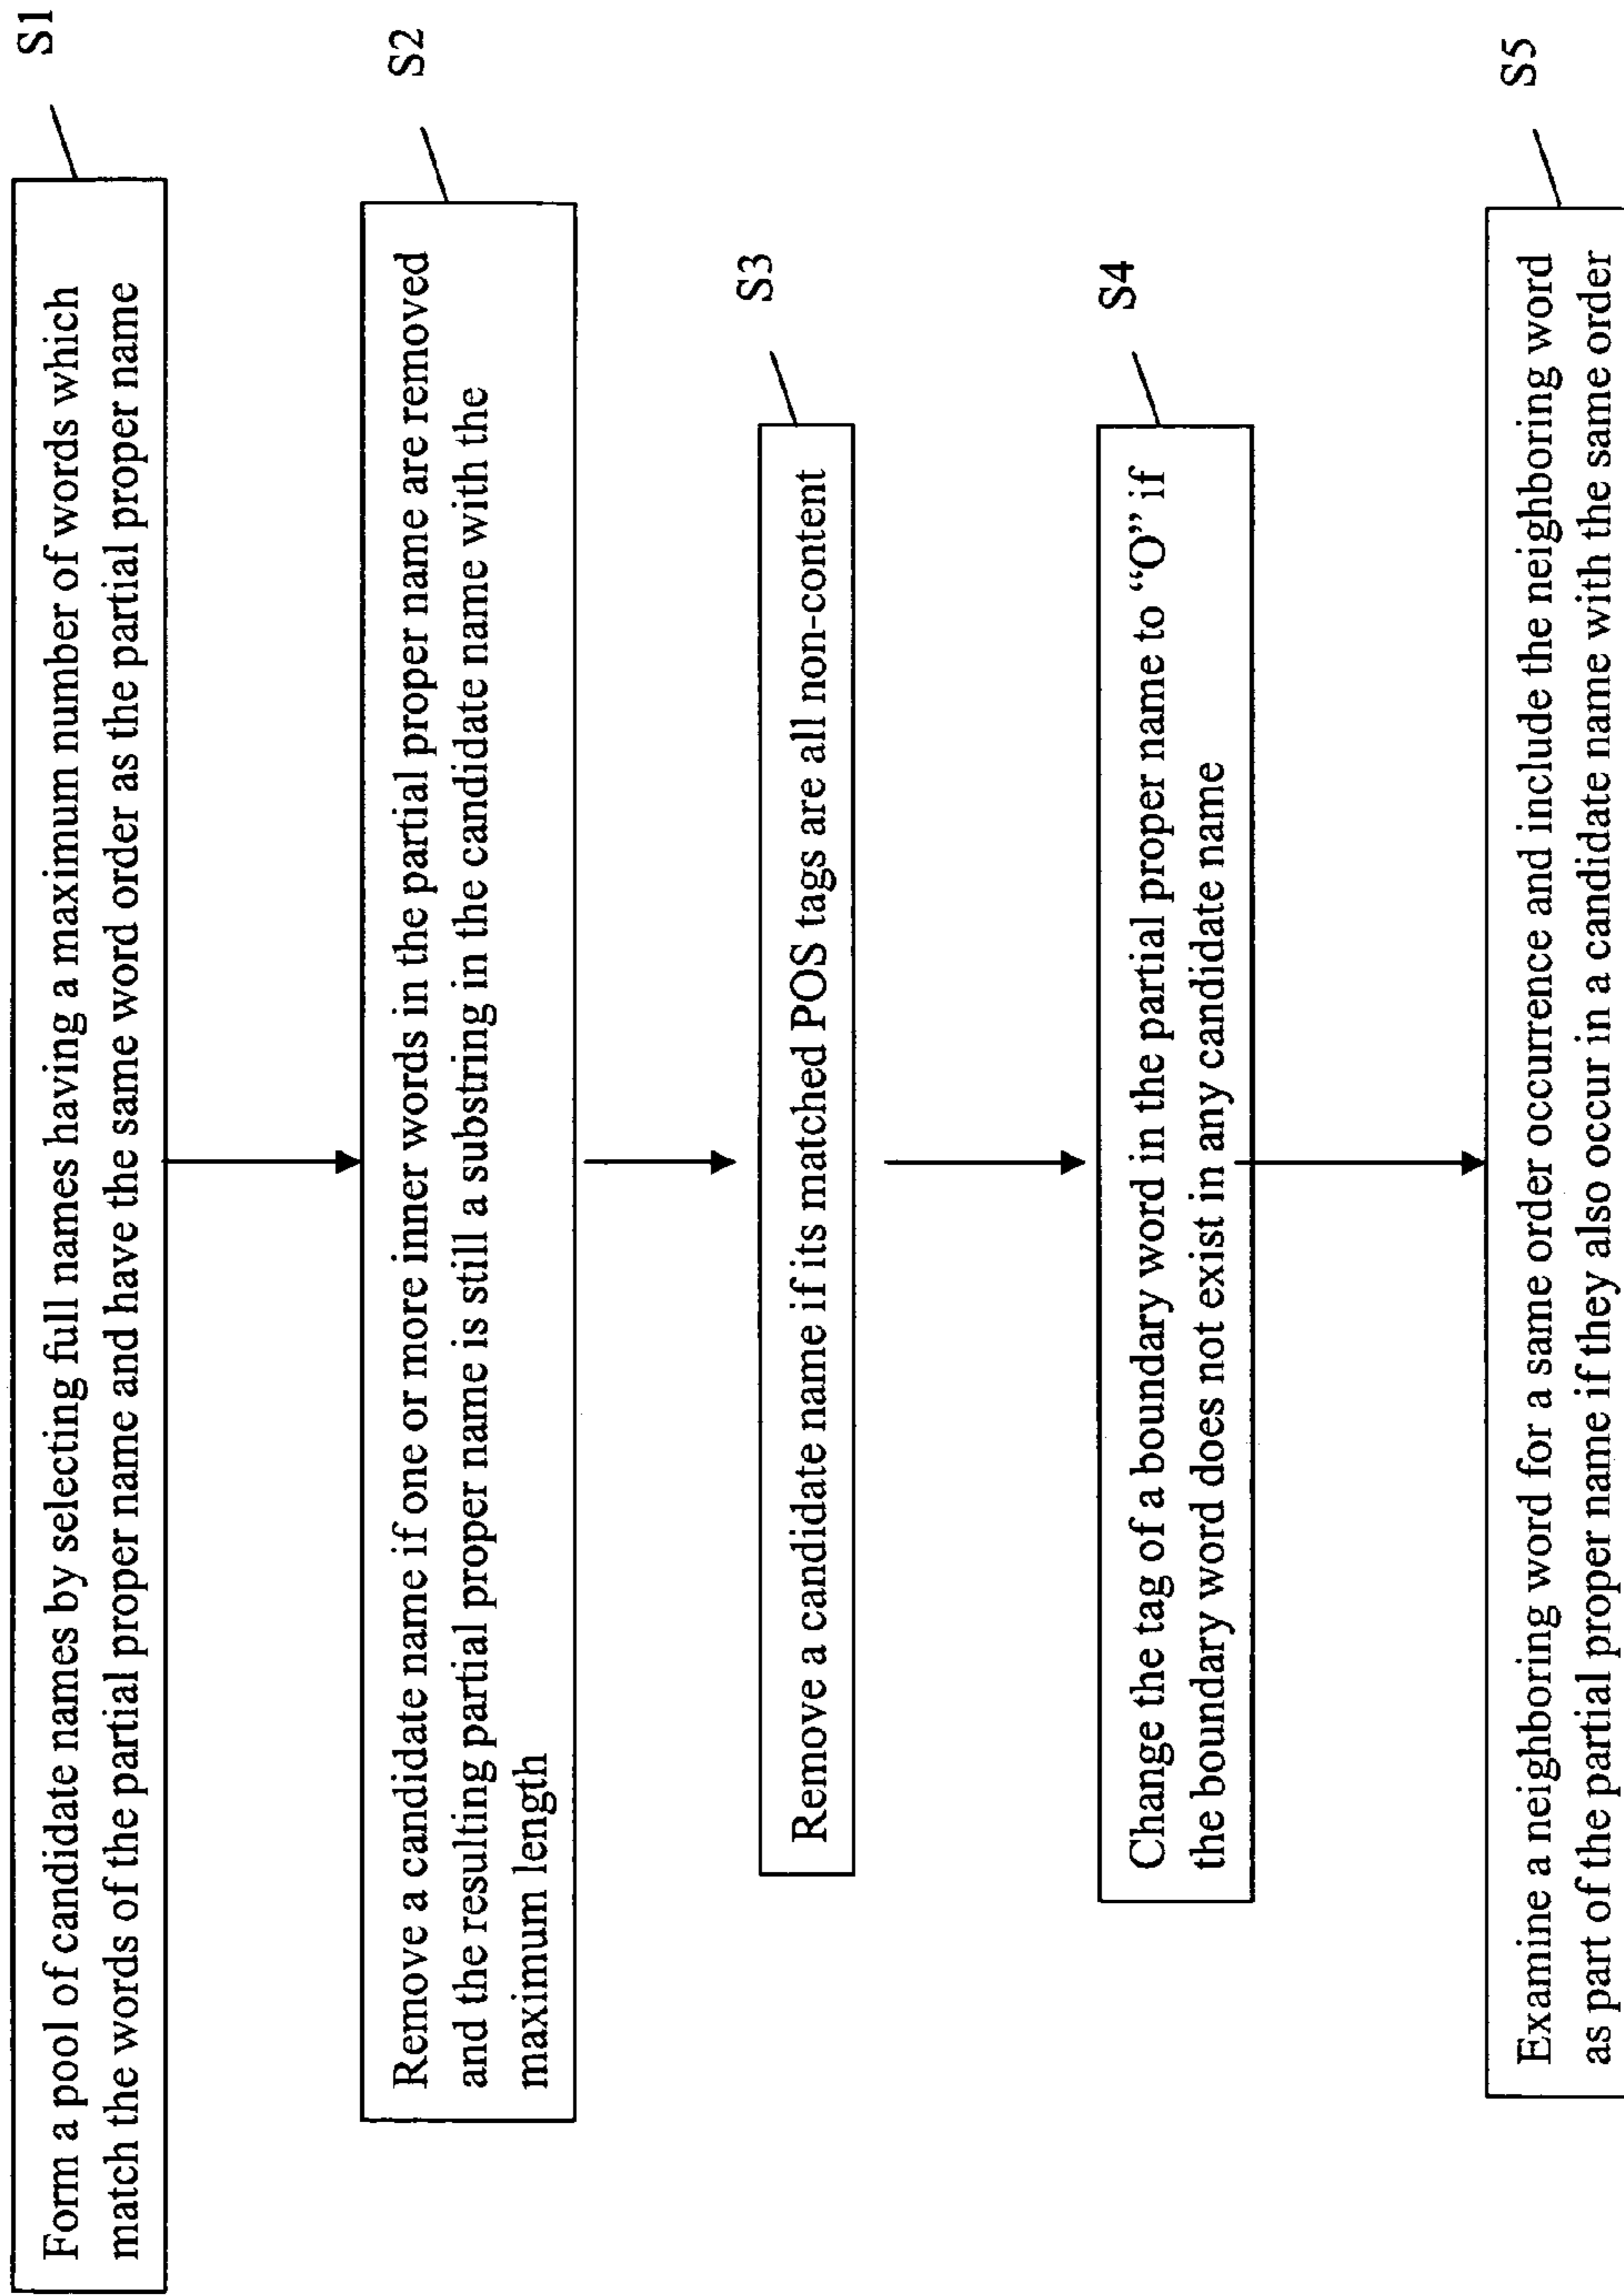 S1
Form a pool of candidate names by selecting full names having a maximum number of words which
match the words of the partial proper name and have the same word order as the partial proper name
S2
Remove a candidate name if one or more inner words in the partial proper name are removed
and the resulting partial proper name is still a substring in the candidate name with the
maximum length
S3
Remove a candidate name if its matched POS tags are all non-content
S4
Change the tag of a boundary word in the partial proper name to “O” if
the boundary word does not exist in any candidate name
S5
Examine a neighboring word for a same order occurrence and include the neighboring word
as part of the partial proper name if they also occur in a candidate name with the same order